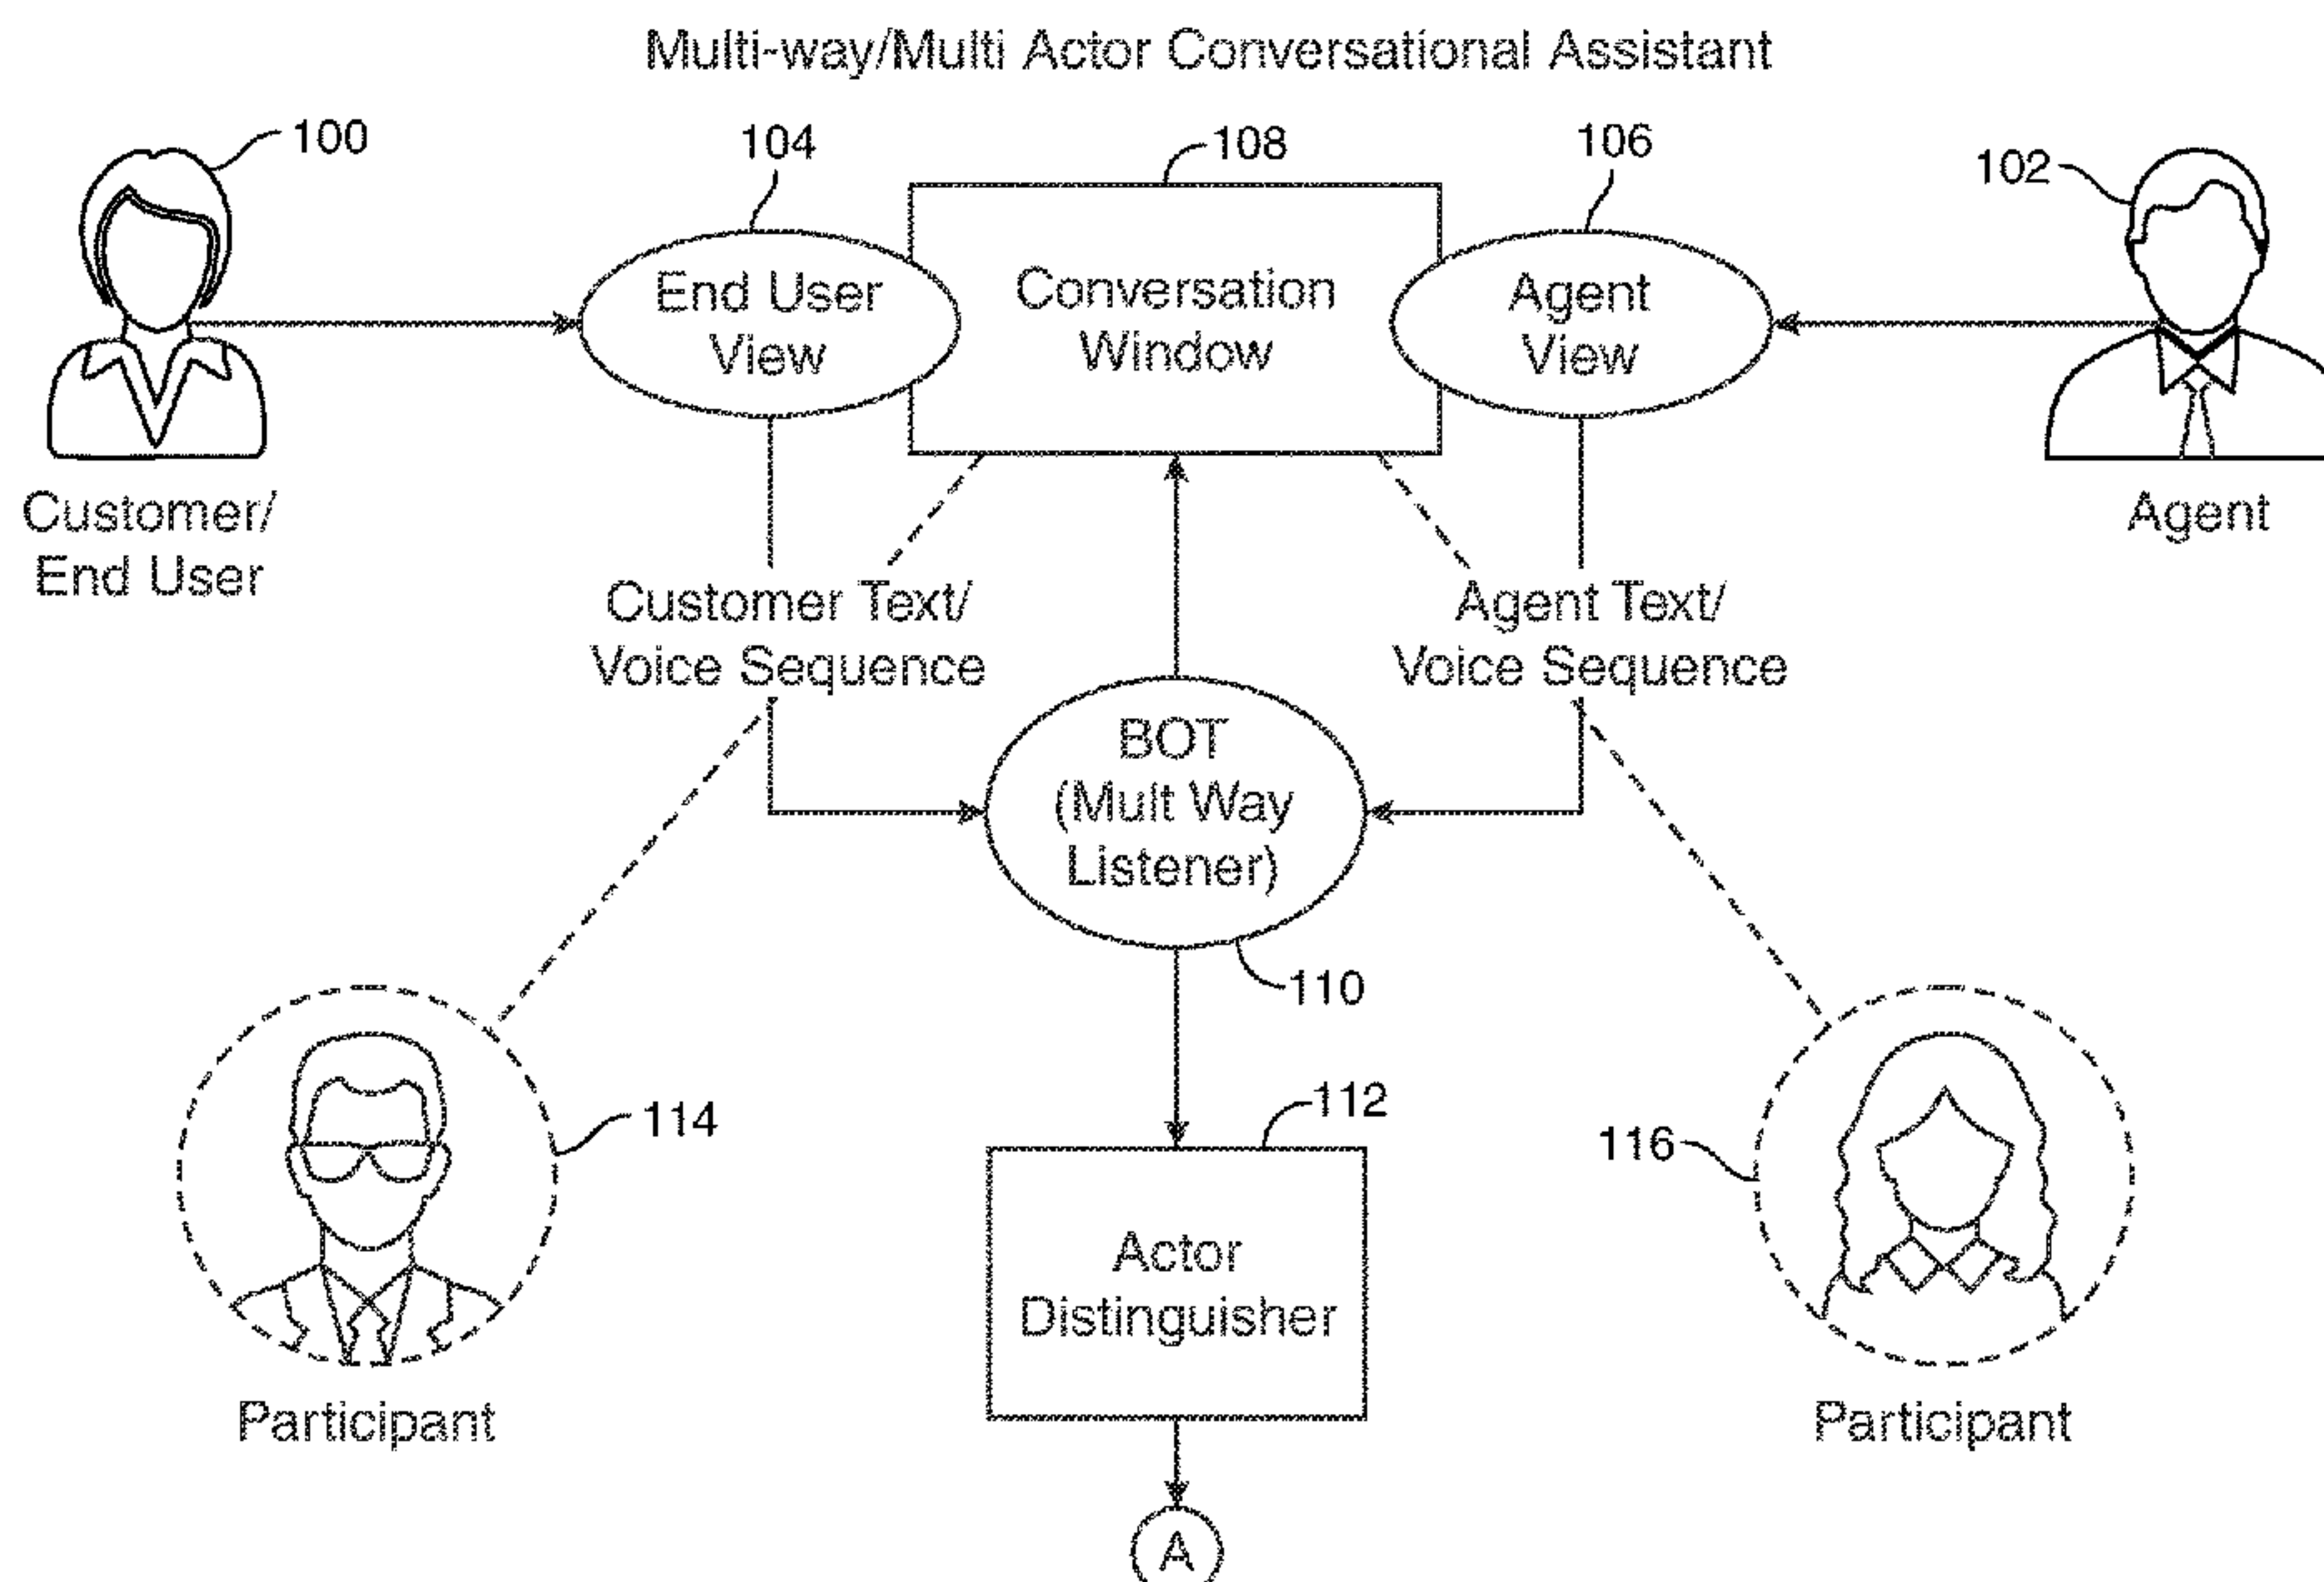 Multi-way/Multi Actor Conversational Assistant
100
104
108
106
102
End User
View
Conversation
Window
Agent
View
Customer/
End User
Agent
Customer Text/
Voice Sequence
Agent Text/
Voice Sequence
BOT
(Mult Way
Listener)
110
112
114
116
Actor
Distinguisher
Participant
Participant
A